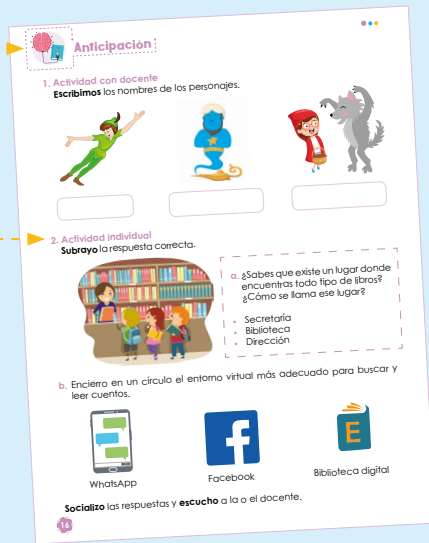 Anticipación
1. Actividad con docente
Escribimos los nombres de los personajes.
2. Actividad individual
Subrayo la respuesta correcta.
a. ¿Sabes que existe un lugar donde
encuentras todo tipo de libros?
¿Cómo se llama ese lugar?
• Secretaría
• Biblioteca
• Dirección
b. Encierro en un círculo el entorno virtual más adecuado para buscar y
leer cuentos.
f
E
WhatsApp
Facebook
Biblioteca digital
Socializo las respuestas y escucho a la o el docente.
16